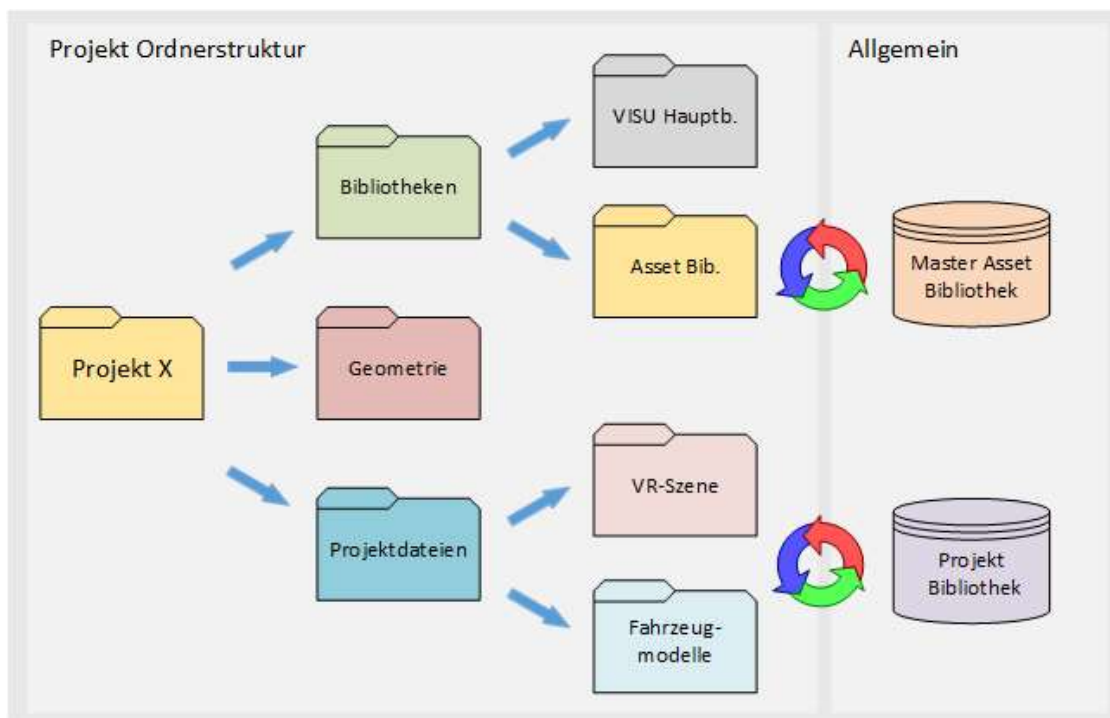 Projekt Ordnerstruktur
Allgemein
VISU Hauptb.
Bibliotheken
Asset Bib.
Master Asset
Bibliothek
Projekt X
Geometrie
VR-Szene
Projektdateien
Projekt
Bibliothek
Fahrzeug-
modelle